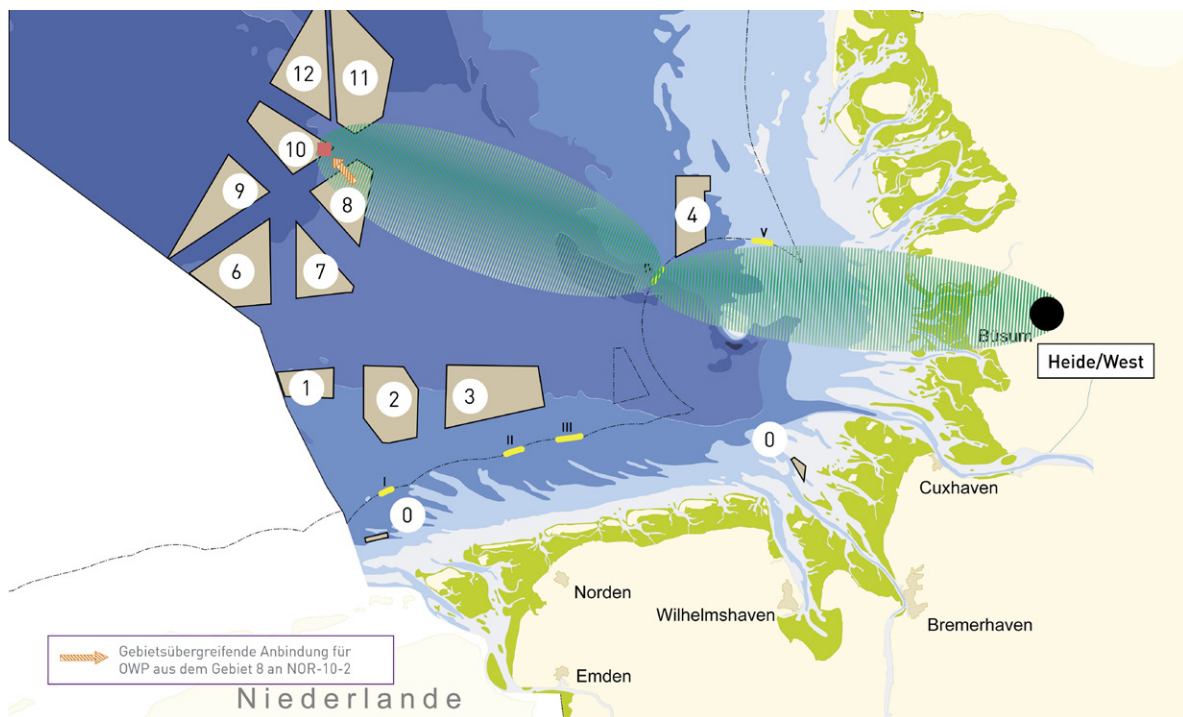 12
11
10
9
8
4
V
6
7
Büsum
Heide/West
1
2
3
III
II
0
I
0
Cuxhaven
Norden
Wilhelmshaven
Bremerhaven
Gebietsübergreifende Anbindung für
OWP aus dem Gebiet 8 an NOR-10-2
Emden
Niederlande